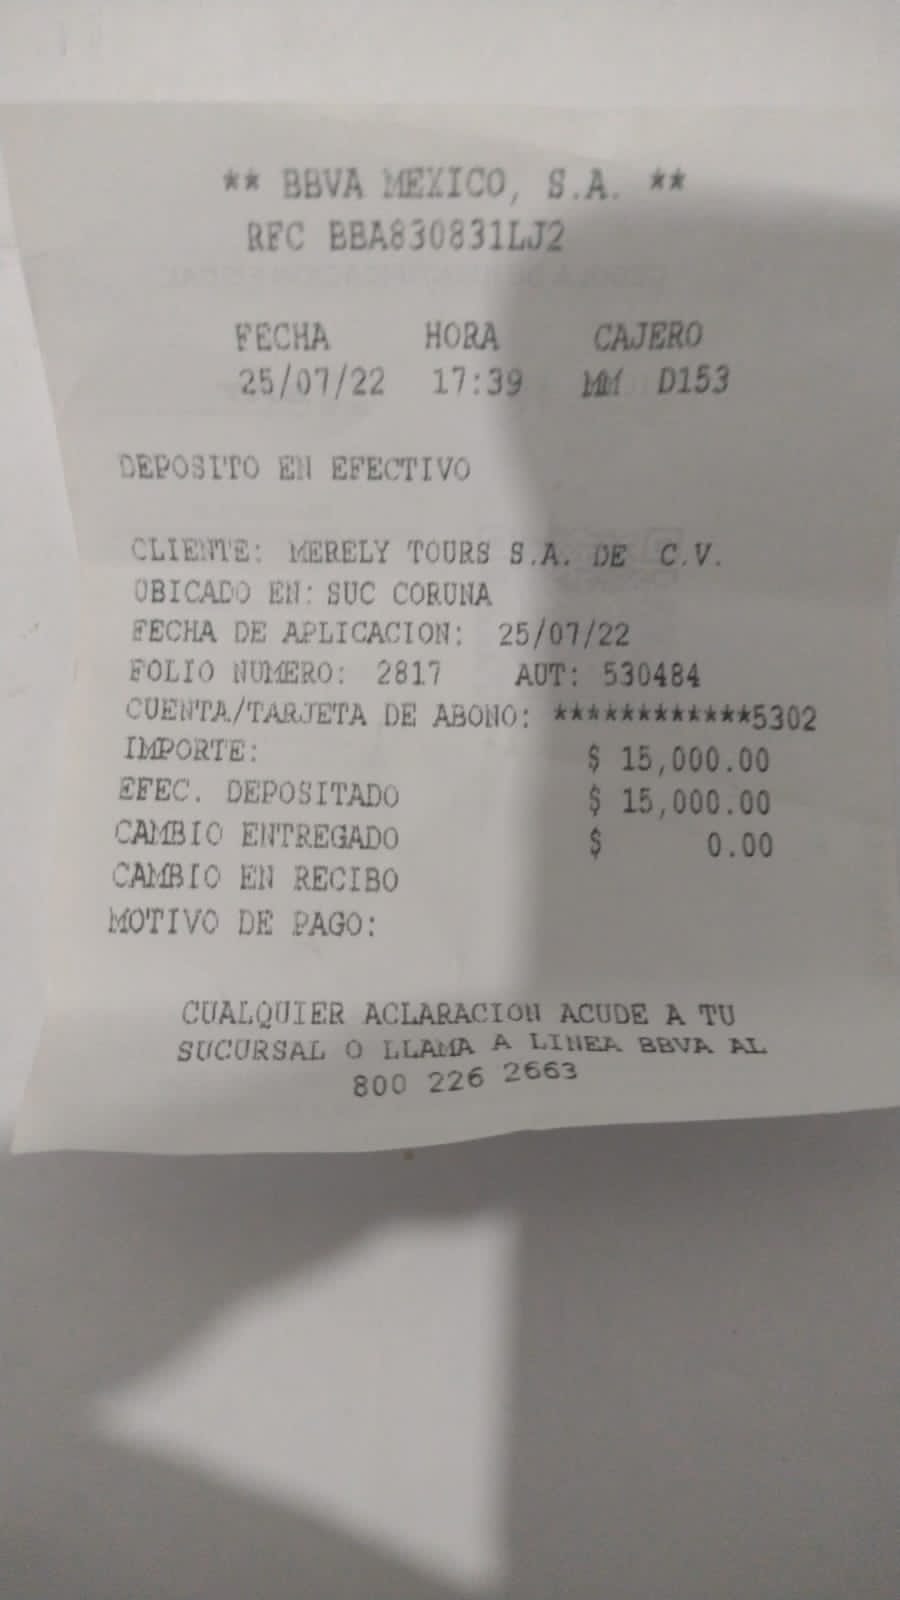 ** BBVA MEXICO, S.A. **
RFC BBA830831LJ2
FECHA HORA CAJERO
25/07/22 17:39 MM D153
DEPOSITO EN EFECTIVO
CLIENTE: MERELY TOURS S.A. DE C.V.
UBICADO EN: SUC CORUNA
FECHA DE APLICACION: 25/07/22
FOLIO NUMERO: 2817 AUT: 530484
CUENTA/TARJETA DE ABONO: ************5302
IMPORTE: $ 15,000.00
EFEC. DEPOSITADO $ 15,000.00
CAMBIO ENTREGADO $ 0.00
CAMBIO EN RECIBO
MOTIVO DE PAGO:
CUALQUIER ACLARACION ACUDE A TU
SUCURSAL O LLAMA A LINEA BBVA AL
800 226 2663